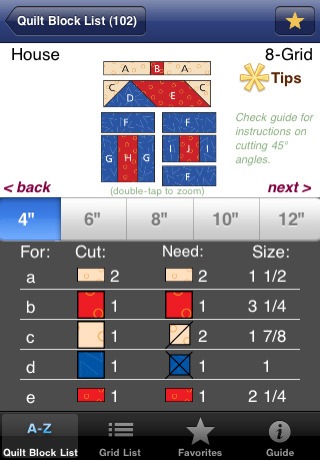 Quilt Block List (102)
House 8-Grid
A B A
C D E C
Tips
F F
G H G I J I
F
Check guide for
instructions on
cutting 45°
angles.
< back (double-tap to zoom) next >
4" 6" 8" 10" 12"
For: Cut: Need: Size:
a 2 2 1 1/2
b 1 1 3 1/4
c 1 2 1 7/8
d 1 1 1
e 1 1 2 1/4
A-Z
Quilt Block List Grid List Favorites Guide